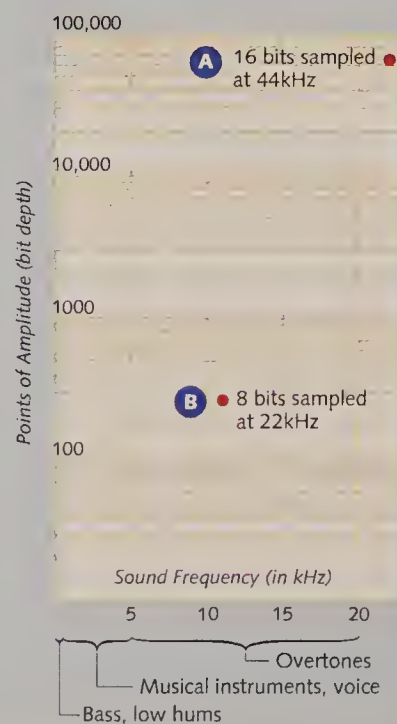 100,000
A 16 bits sampled
at 44kHz
10,000
Points of Amplitude (bit depth)
1000
B 8 bits sampled
at 22kHz
100
Sound Frequency (in kHz)
5 10 15 20
Overtones
Musical instruments, voice
Bass, low hums